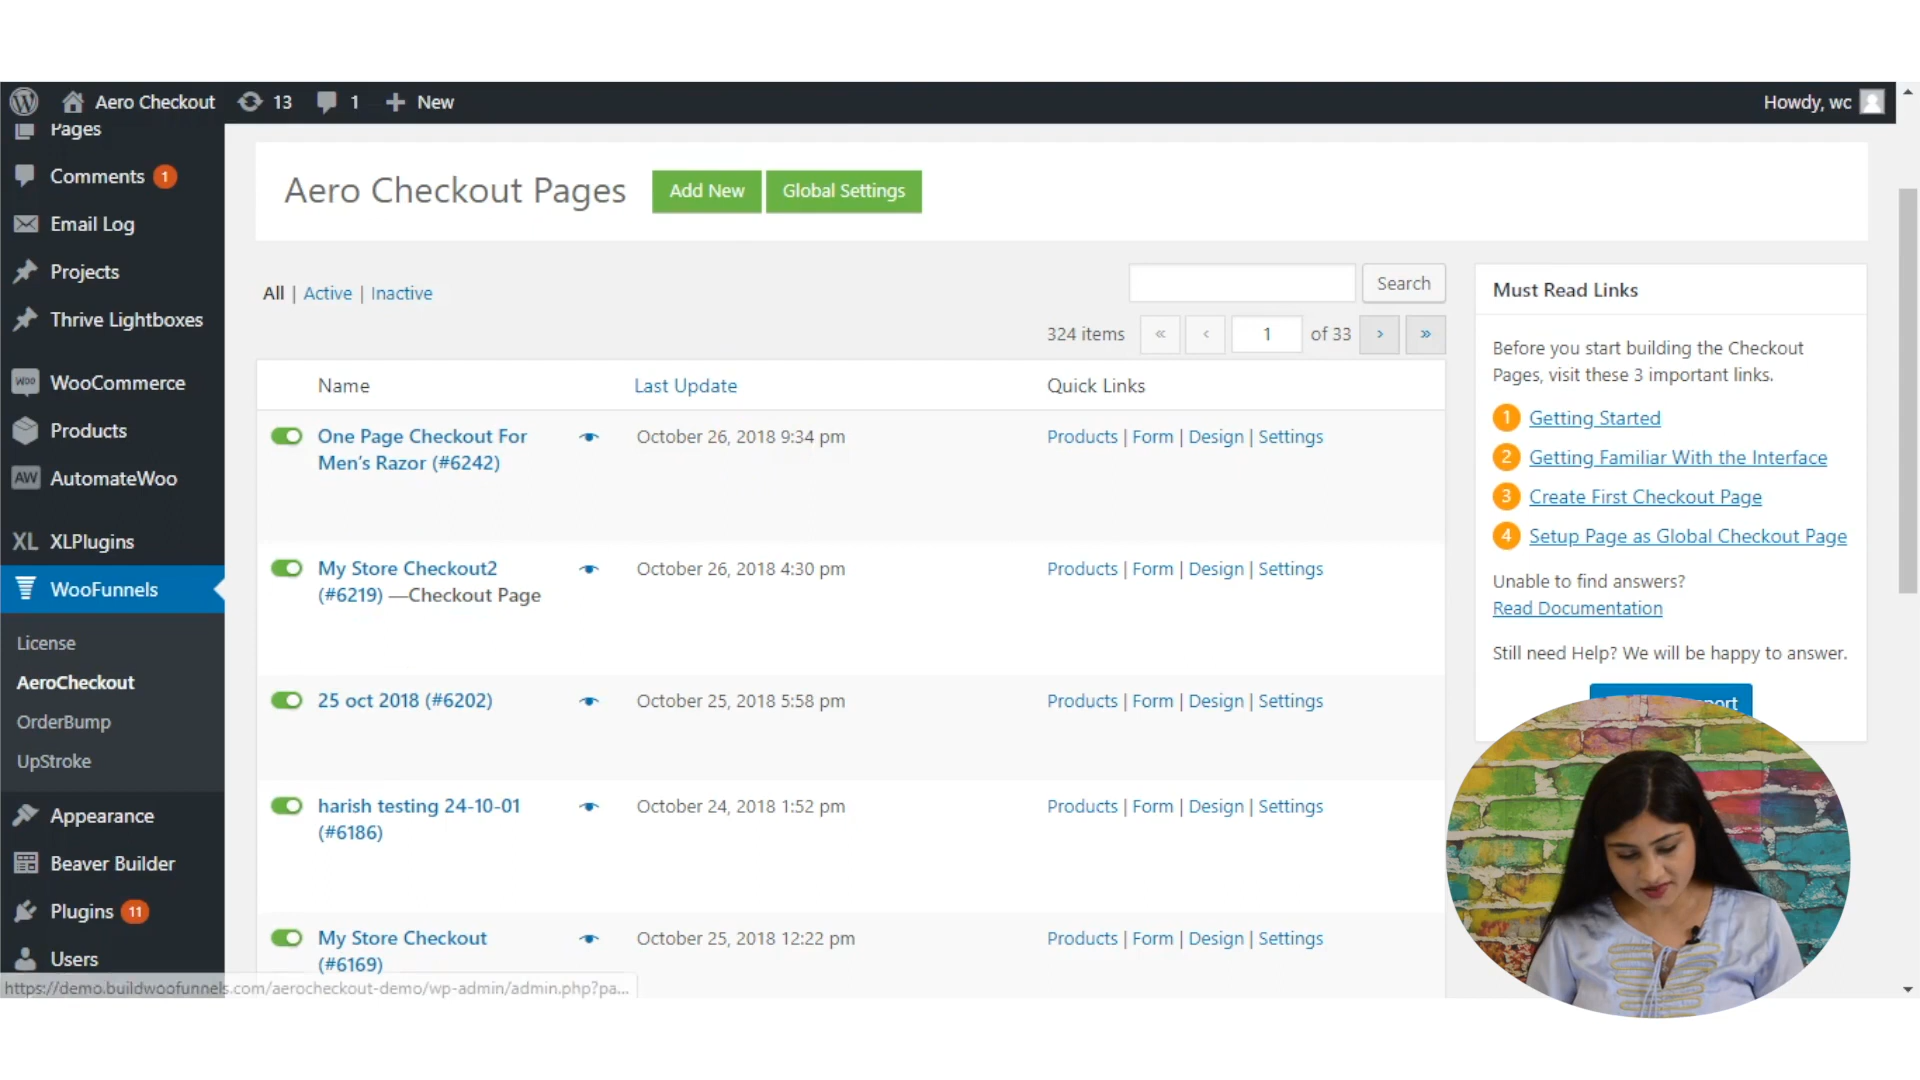 Aero Checkout 13 1 New Howdy, wc
Pages
Comments 1
Email Log
Projects
Thrive Lightboxes
WOO WooCommerce
Products
AW AutomateWoo
XL XLPlugins
WooFunnels
License
AeroCheckout
OrderBump
UpStroke
Appearance
Beaver Builder
Plugins 11
Users
Aero Checkout Pages Add New Global Settings
All | Active | Inactive
Search
324 items « ‹ 1 of 33 › »
Name Last Update Quick Links
One Page Checkout For October 26, 2018 9:34 pm Products | Form | Design | Settings
Men’s Razor (#6242)
My Store Checkout2 October 26, 2018 4:30 pm Products | Form | Design | Settings
(#6219) —Checkout Page
25 oct 2018 (#6202) October 25, 2018 5:58 pm Products | Form | Design | Settings
harish testing 24-10-01 October 24, 2018 1:52 pm Products | Form | Design | Settings
(#6186)
My Store Checkout October 25, 2018 12:22 pm Products | Form | Design | Settings
(#6169)
Must Read Links
Before you start building the Checkout
Pages, visit these 3 important links.
1 Getting Started
2 Getting Familiar With the Interface
3 Create First Checkout Page
4 Setup Page as Global Checkout Page
Unable to find answers?
Read Documentation
Still need Help? We will be happy to answer.
https://demo.buildwoofunnels.com/aerocheckout-demo/wp-admin/admin.php?pa...